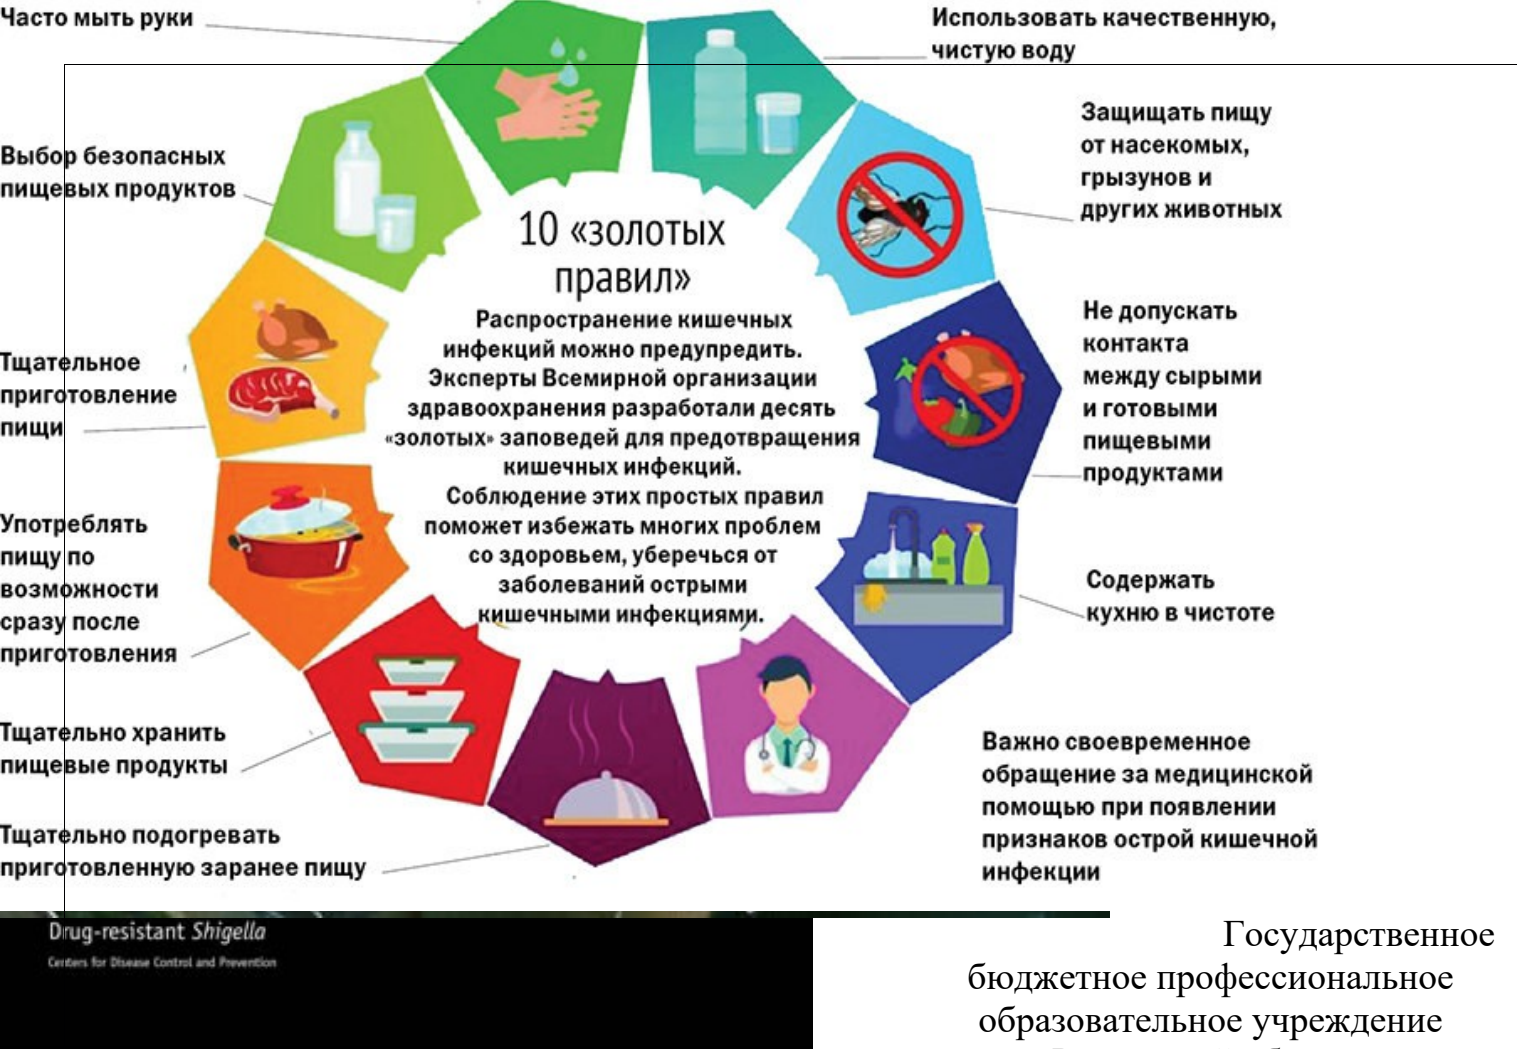 Часто мыть руки
Использовать качественную,
чистую воду
Выбор безопасных
пищевых продуктов
Защищать пищу
от насекомых,
грызунов и
других животных
10 «золотых
правил»
Распространение кишечных
инфекций можно предупредить.
Эксперты Всемирной организации
здравоохранения разработали десять
«золотых» заповедей для предотвращения
кишечных инфекций.
Соблюдение этих простых правил
поможет избежать многих проблем
со здоровьем, уберечься от
заболеваний острыми
кишечными инфекциями.
Тщательное
приготовление
пищи
Не допускать
контакта
между сырыми
и готовыми
пищевыми
продуктами
Употреблять
пищу по
возможности
сразу после
приготовления
Содержать
кухню в чистоте
Тщательно хранить
пищевые продукты
Важно своевременное
обращение за медицинской
помощью при появлении
признаков острой кишечной
инфекции
Тщательно подогревать
приготовленную заранее пищу
Drug-resistant Shigella
Centers for Disease Control and Prevention
Государственное
бюджетное профессиональное
образовательное учреждение